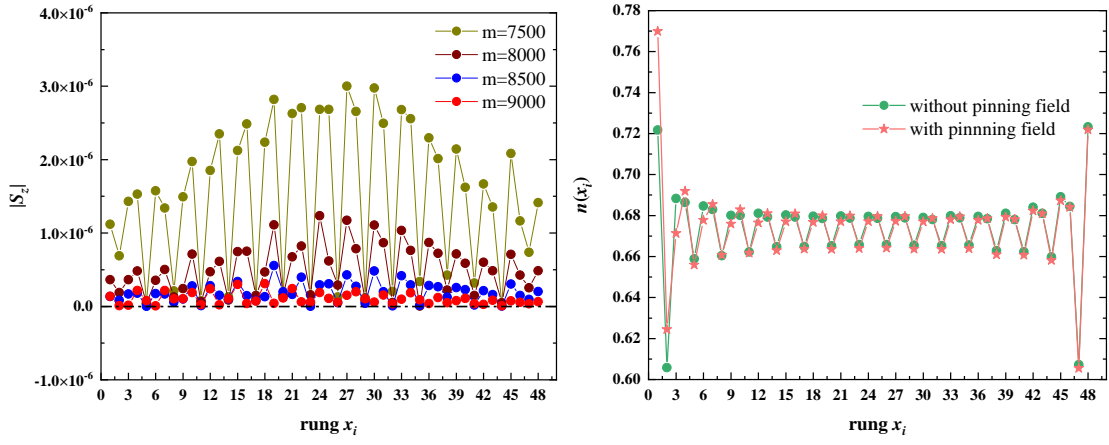 4.0×10⁻⁶
3.0×10⁻⁶
2.0×10⁻⁶
1.0×10⁻⁶
0.0
-1.0×10⁻⁶
|S_z|
m=7500
m=8000
m=8500
m=9000
0 3 6 9 12 15 18 21 24 27 30 33 36 39 42 45 48
rung x_i
0.78
0.76
0.74
0.72
0.70
0.68
0.66
0.64
0.62
0.60
n(x_i)
without pinning field
with pinnning field
0 3 6 9 12 15 18 21 24 27 30 33 36 39 42 45 48
rung x_i